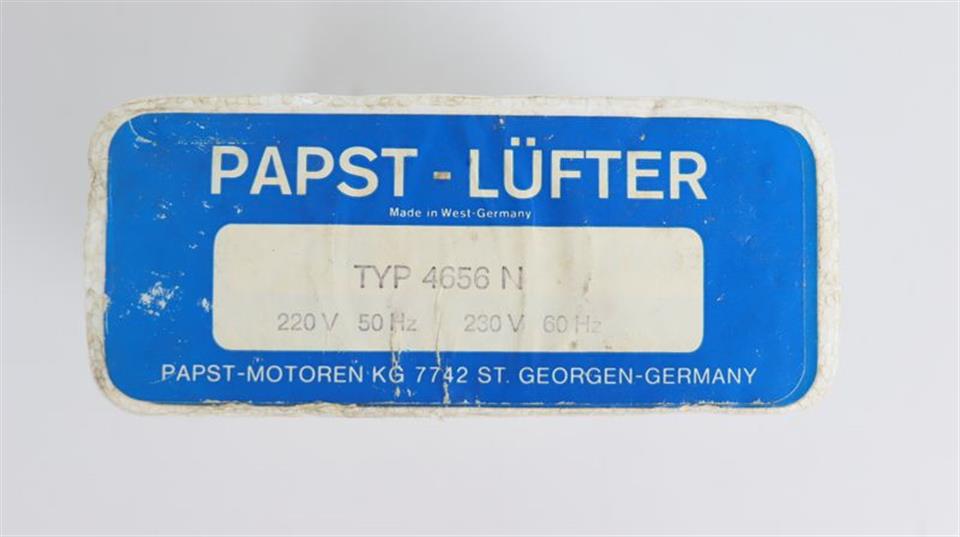 PAPST - LÜFTER
Made in West-Germany
TYP 4656 N
220 V 50 Hz 230 V 60 Hz
PAPST-MOTOREN KG 7742 ST. GEORGEN-GERMANY